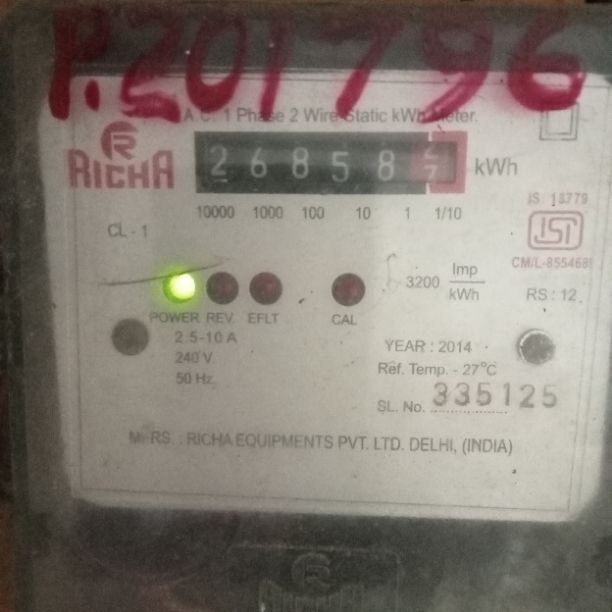 P.201796
A.C. 1 Phase 2 Wire Static kWh Meter.
RICHA
26858 kWh
10000 1000 100 10 1 1/10
IS: 13779
CL - 1
ISI
3200 Imp/kWh
RS : 12
POWER REV. EFLT CAL
2.5-10 A
240 V
50 Hz.
YEAR : 2014
Ref. Temp. - 27°C
SL. No. 335125
M/RS. : RICHA EQUIPMENTS PVT. LTD. DELHI, (INDIA)